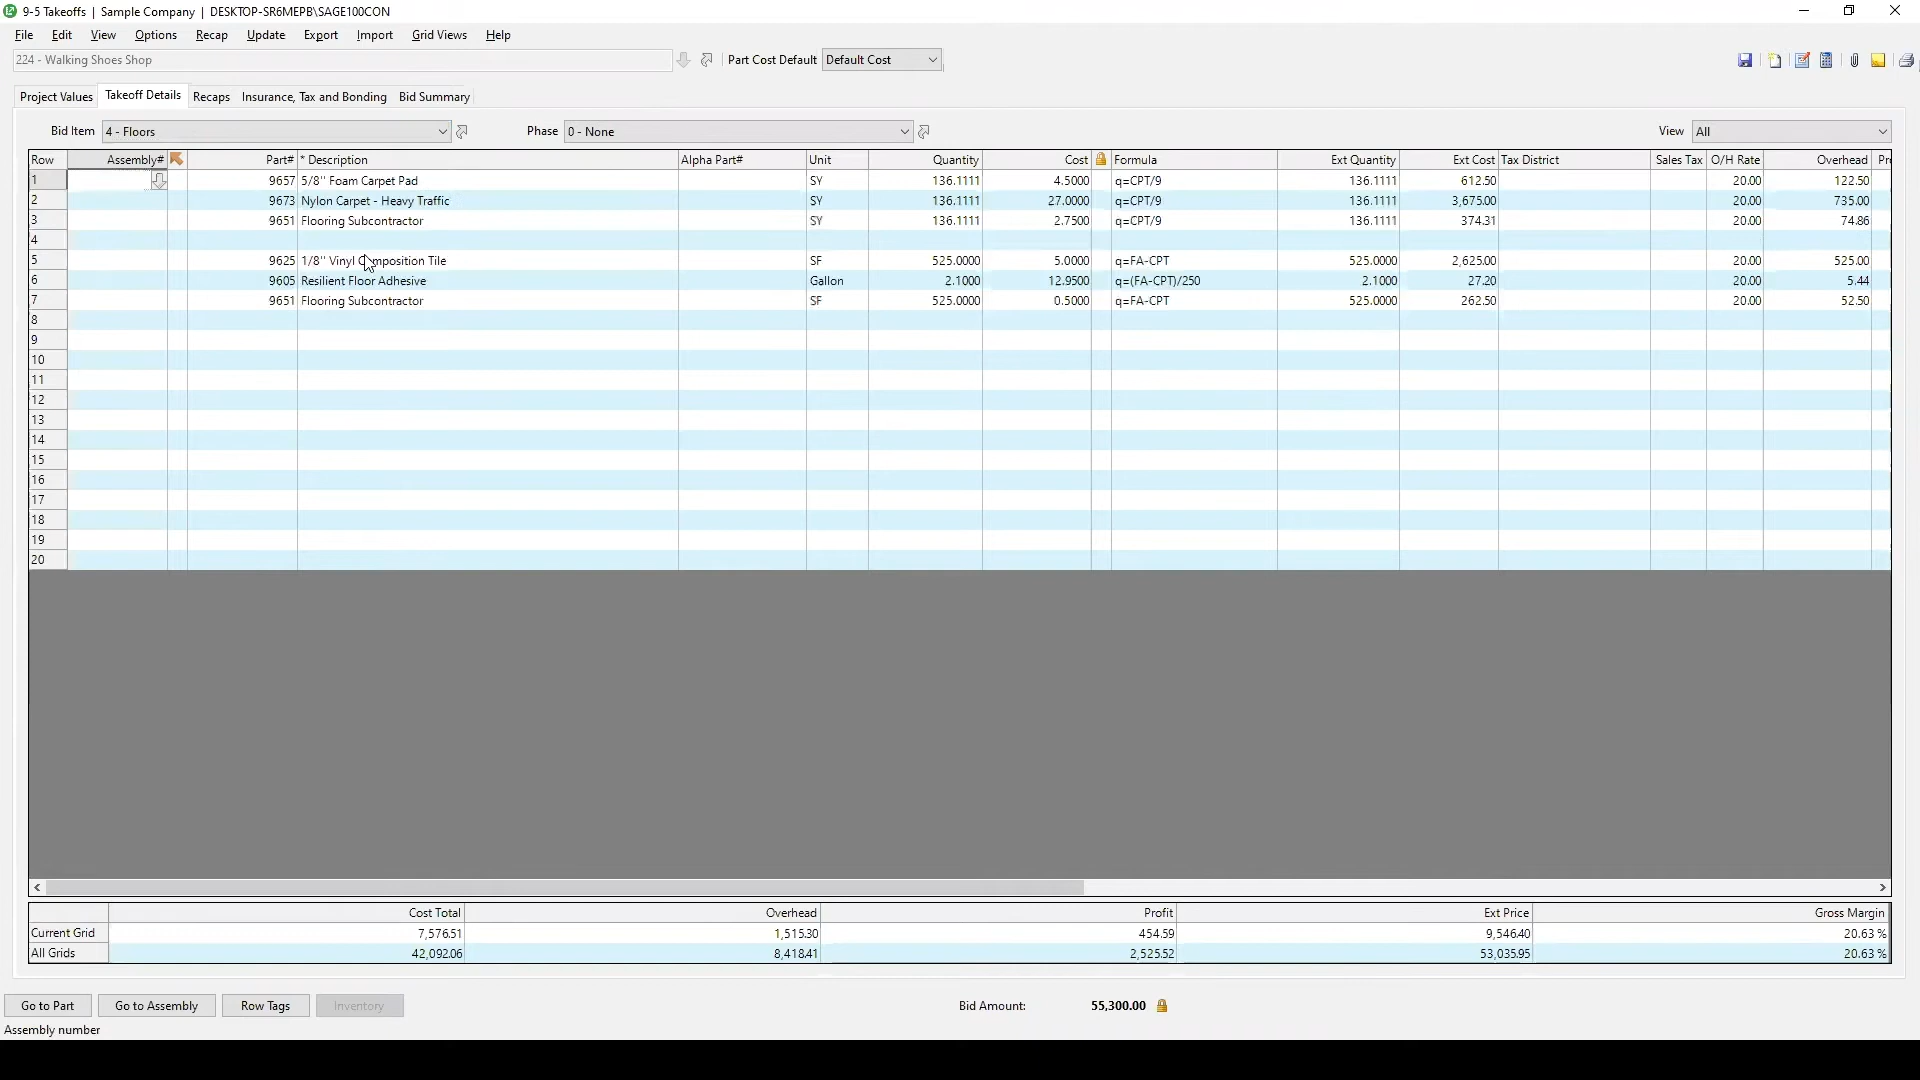 9-5 Takeoffs | Sample Company | DESKTOP-SR6MEPB\SAGE100CON
File Edit View Options Recap Update Export Import Grid Views Help
224 - Walking Shoes Shop Part Cost Default Default Cost
Project Values Takeoff Details Recaps Insurance, Tax and Bonding Bid Summary
Bid Item 4 - Floors Phase 0 - None View All
Row Assembly# Part# * Description Alpha Part# Unit Quantity Cost Formula Ext Quantity Ext Cost Tax District Sales Tax O/H Rate Overhead Pr
1 9657 5/8" Foam Carpet Pad SY 136.1111 4.5000 q=CPT/9 136.1111 612.50 20.00 122.50
2 9673 Nylon Carpet - Heavy Traffic SY 136.1111 27.0000 q=CPT/9 136.1111 3,675.00 20.00 735.00
3 9651 Flooring Subcontractor SY 136.1111 2.7500 q=CPT/9 136.1111 374.31 20.00 74.86
4
5 9625 1/8" Vinyl Composition Tile SF 525.0000 5.0000 q=FA-CPT 525.0000 2,625.00 20.00 525.00
6 9605 Resilient Floor Adhesive Gallon 2.1000 12.9500 q=(FA-CPT)/250 2.1000 27.20 20.00 5.44
7 9651 Flooring Subcontractor SF 525.0000 0.5000 q=FA-CPT 525.0000 262.50 20.00 52.50
8
9
10
11
12
13
14
15
16
17
18
19
20
Cost Total Overhead Profit Ext Price Gross Margin
Current Grid 7,576.51 1,515.30 454.59 9,546.40 20.63 %
All Grids 42,092.06 8,418.41 2,525.52 53,035.95 20.63 %
Go to Part Go to Assembly Row Tags Inventory Bid Amount: 55,300.00
Assembly number